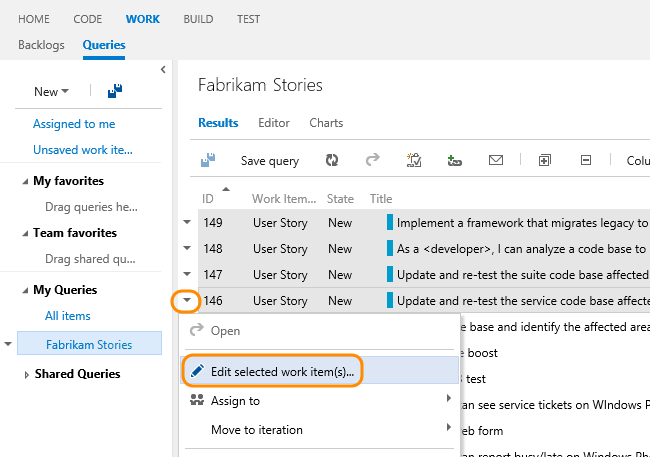 HOME CODE WORK BUILD TEST
Backlogs Queries
New
Assigned to me
Unsaved work ite...
My favorites
Drag queries he...
Team favorites
Drag shared qu...
My Queries
All items
Fabrikam Stories
Shared Queries
Fabrikam Stories
Results Editor Charts
Save query Colu
ID Work Item... State Title
149 User Story New Implement a framework that migrates legacy to
148 User Story New As a <developer>, I can analyze a code base to
147 User Story New Update and re-test the suite code base affected
146 User Story New Update and re-test the service code base affecte
Open
Edit selected work item(s)...
Assign to
Move to iteration
e base and identify the affected area
e boost
test
an see service tickets on WIndows P
eb form
an report busy/late on Windows Ph